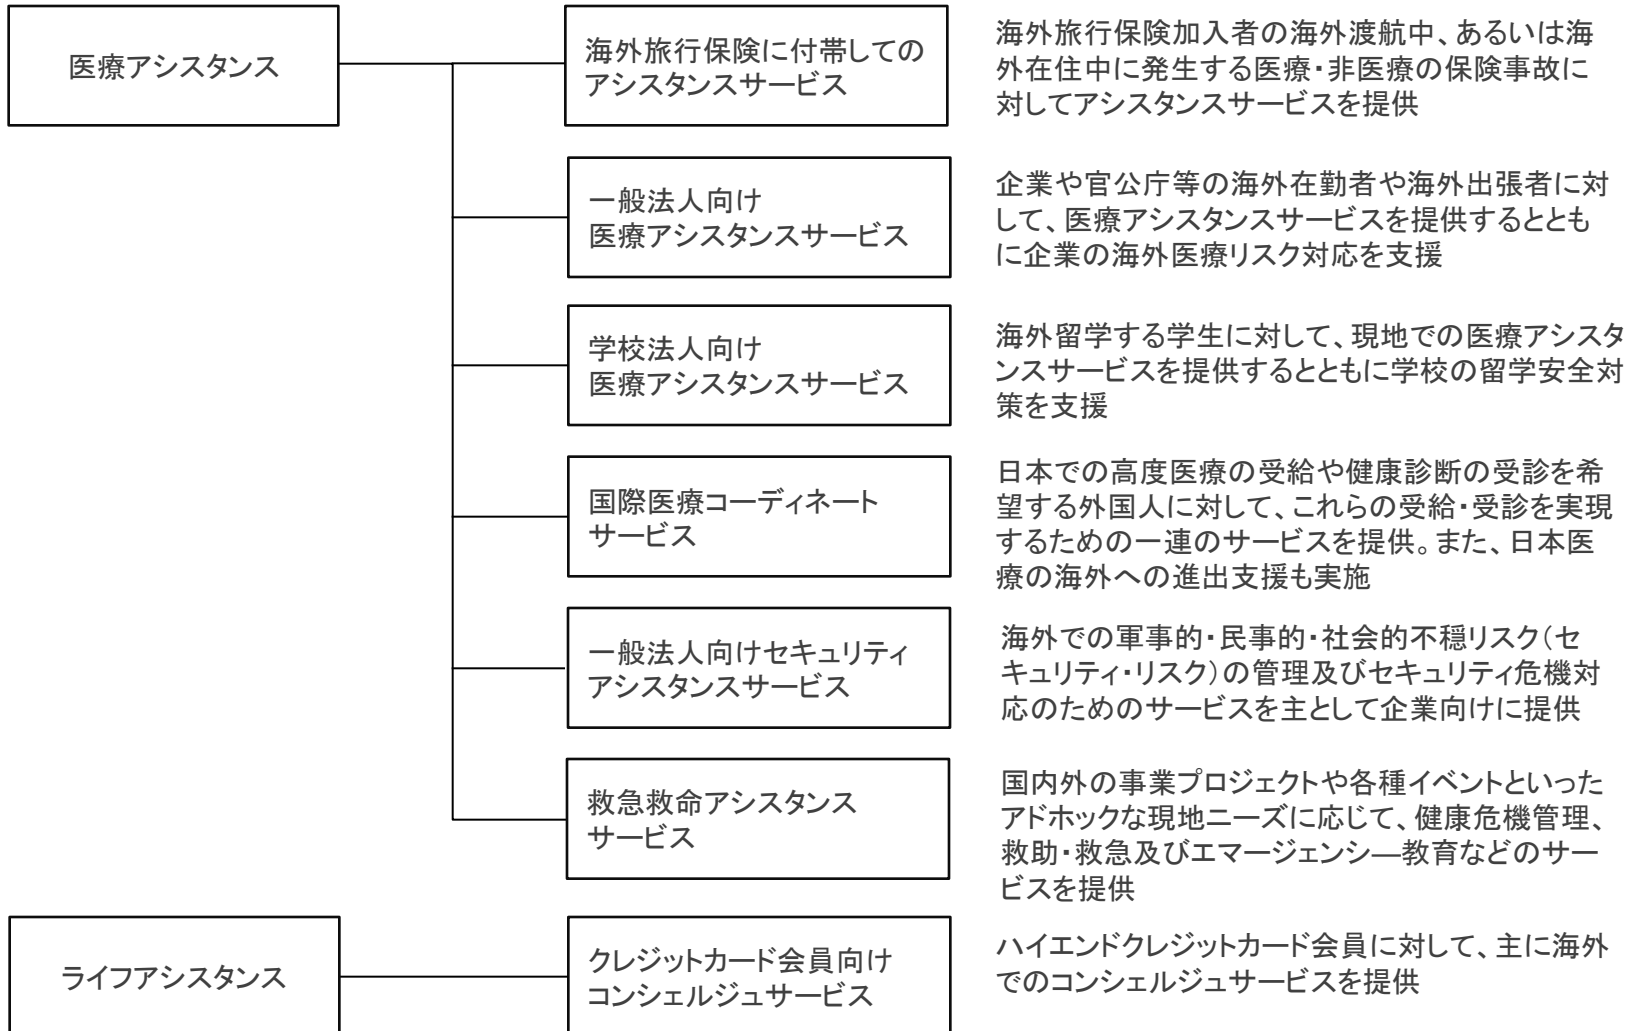 医療アシスタンス
海外旅行保険に付帯しての
アシスタンスサービス
海外旅行保険加入者の海外渡航中、あるいは海
外在住中に発生する医療・非医療の保険事故に
対してアシスタンスサービスを提供
一般法人向け
医療アシスタンスサービス
企業や官公庁等の海外在勤者や海外出張者に対
して、医療アシスタンスサービスを提供するととも
に企業の海外医療リスク対応を支援
学校法人向け
医療アシスタンスサービス
海外留学する学生に対して、現地での医療アシスタ
ンスサービスを提供するとともに学校の留学安全対
策を支援
国際医療コーディネート
サービス
日本での高度医療の受給や健康診断の受診を希
望する外国人に対して、これらの受給・受診を実現
するための一連のサービスを提供。また、日本医
療の海外への進出支援も実施
一般法人向けセキュリティ
アシスタンスサービス
海外での軍事的・民事的・社会的不穏リスク（セ
キュリティ・リスク）の管理及びセキュリティ危機対
応のためのサービスを主として企業向けに提供
救急救命アシスタンス
サービス
国内外の事業プロジェクトや各種イベントといった
アドホックな現地ニーズに応じて、健康危機管理、
救助・救急及びエマージェンシ―教育などのサー
ビスを提供
ライフアシスタンス
クレジットカード会員向け
コンシェルジュサービス
ハイエンドクレジットカード会員に対して、主に海外
でのコンシェルジュサービスを提供